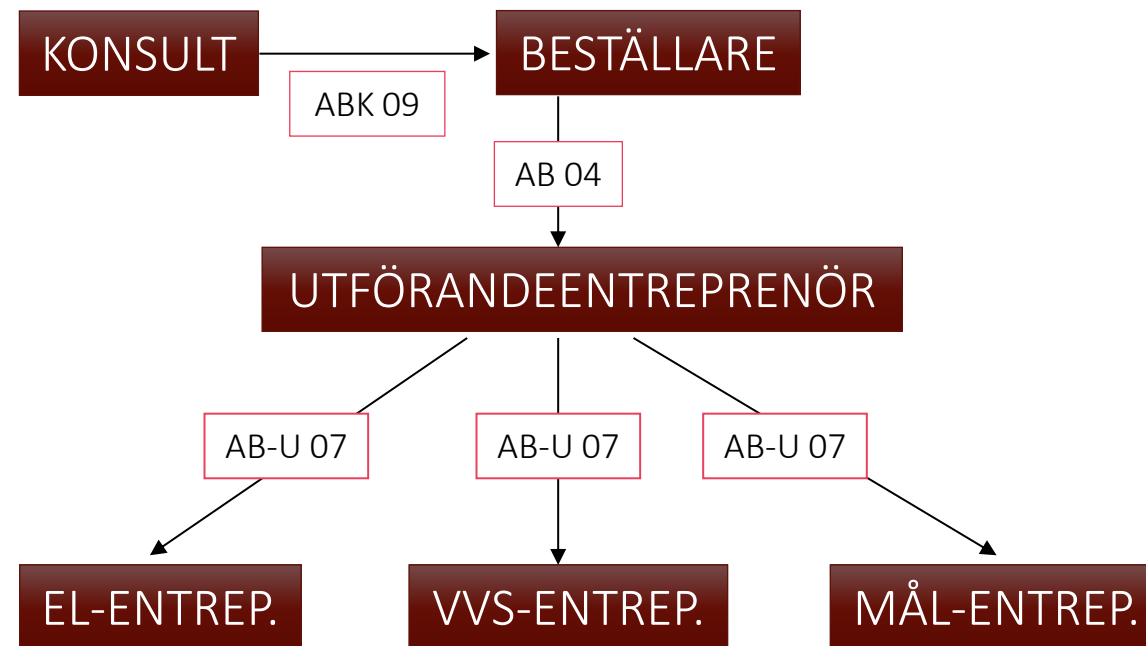 KONSULT
BESTÄLLARE
ABK 09
AB 04
UTFÖRANDEENTREPRENÖR
AB-U 07
AB-U 07
AB-U 07
EL-ENTREP.
VVS-ENTREP.
MÅL-ENTREP.